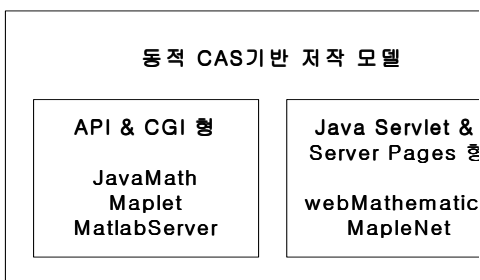 동적 CAS기반 저작 모델
API & CGI 형
JavaMath
Maplet
MatlabServer
Java Servlet &
Server Pages 형
webMathematic
MapleNet